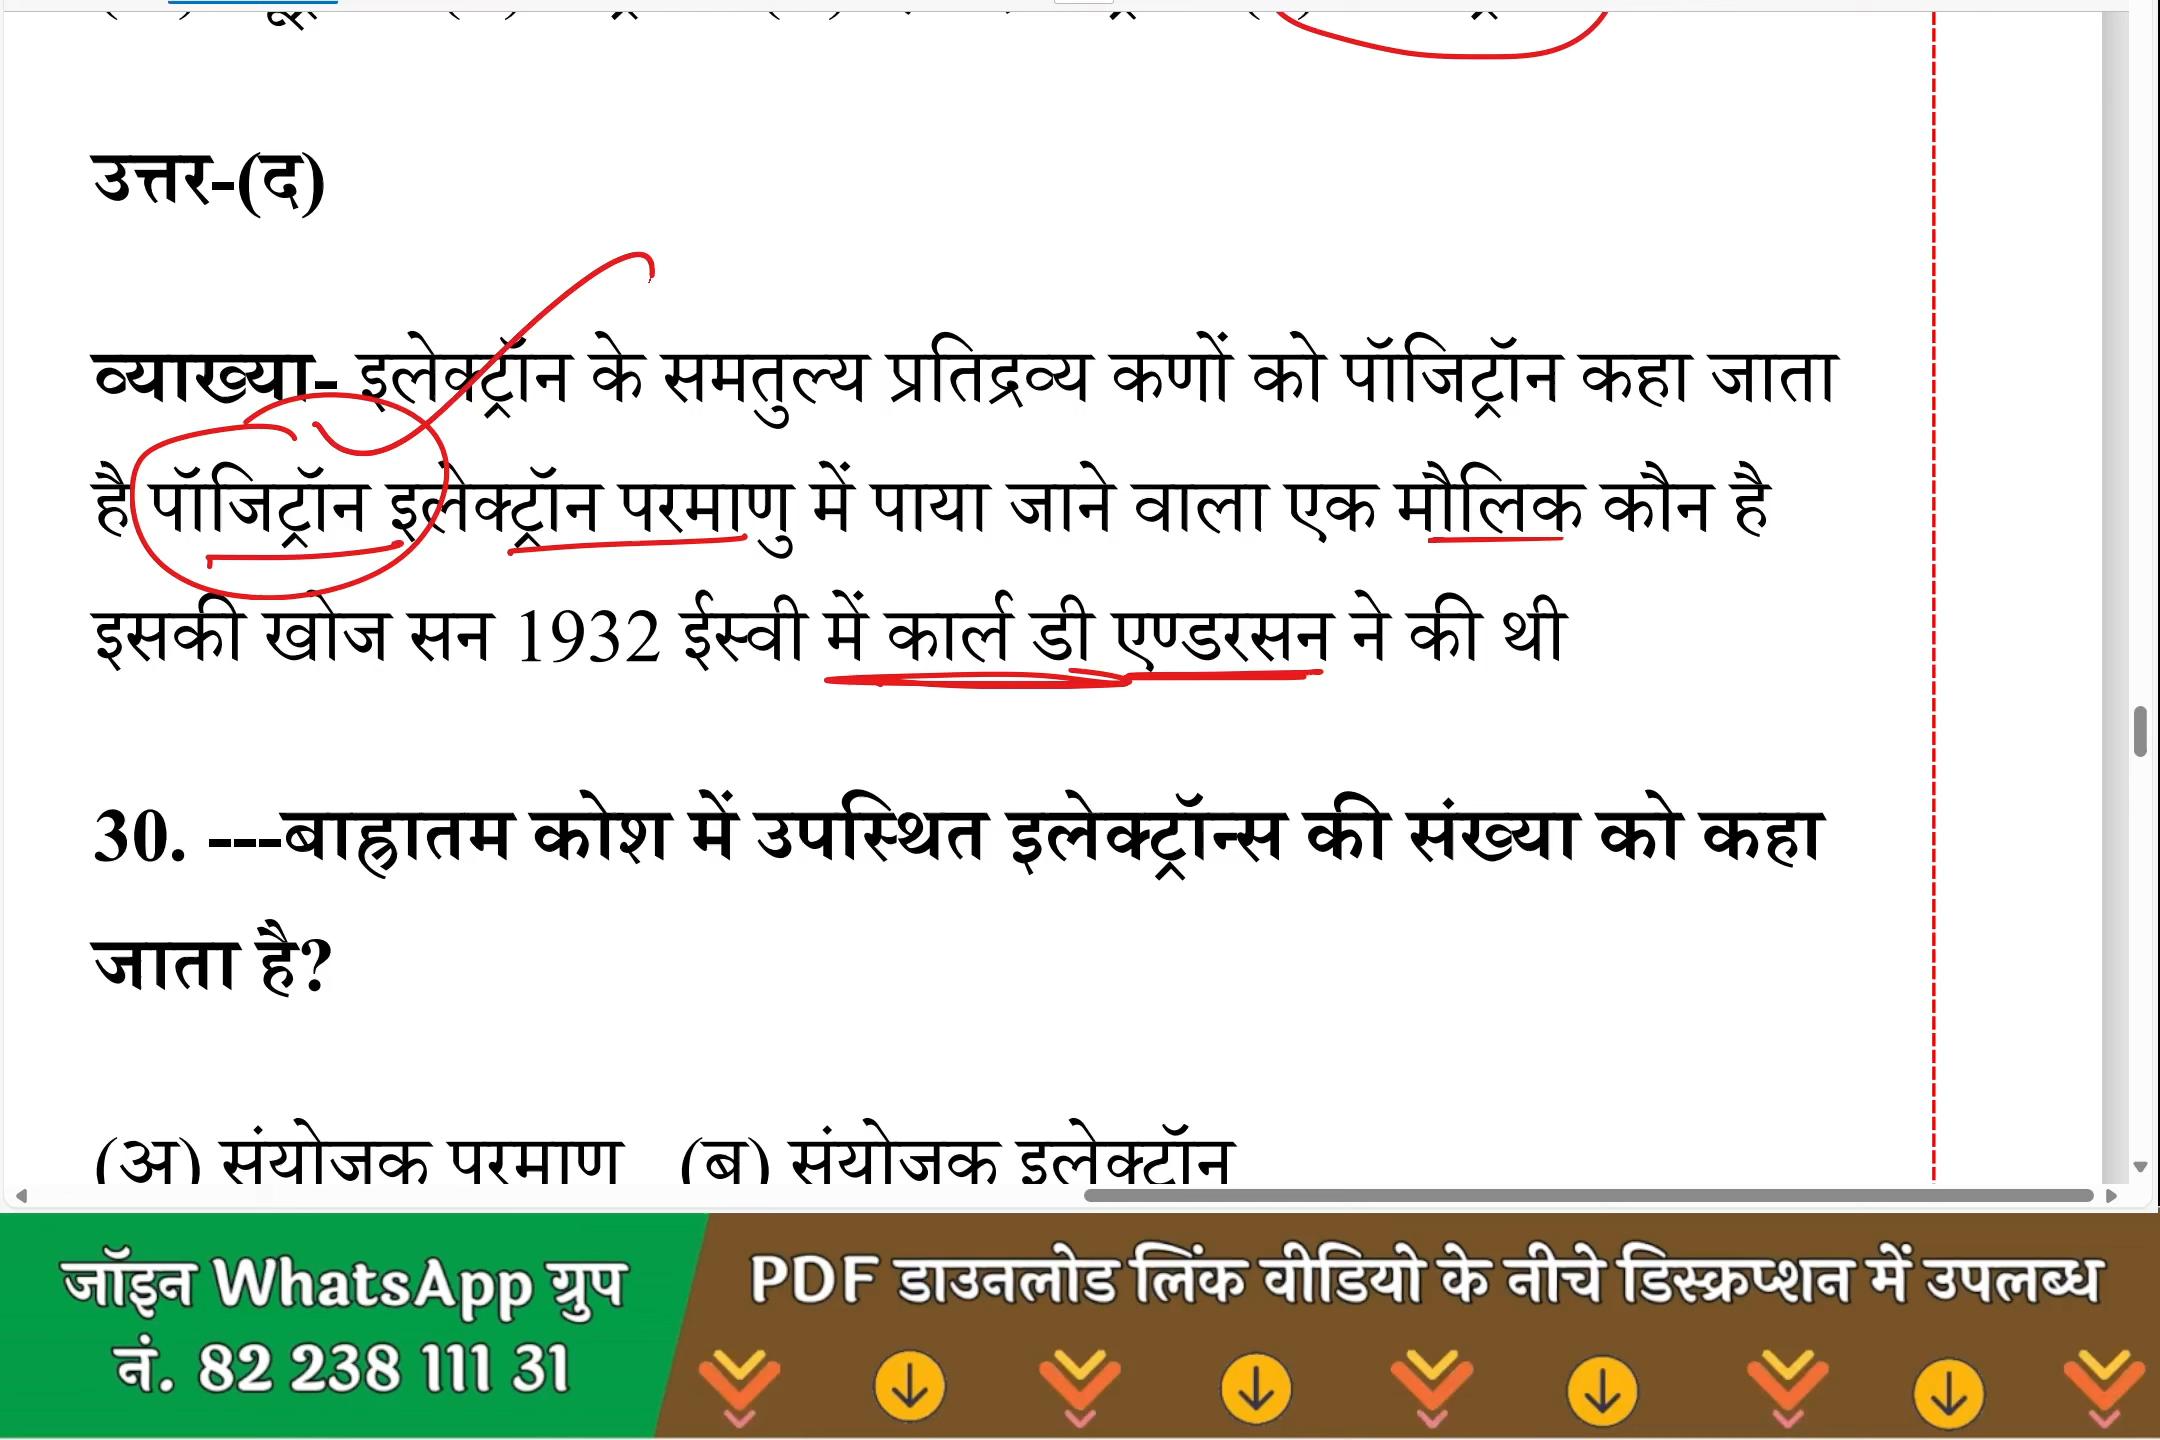 उत्तर-(द)
व्याख्या- इलेक्ट्रॉन के समतुल्य प्रतिद्रव्य कणों को पॉजिट्रॉन कहा जाता
है पॉजिट्रॉन इलेक्ट्रॉन परमाणु में पाया जाने वाला एक मौलिक कौन है
इसकी खोज सन 1932 ईस्वी में कार्ल डी एण्डरसन ने की थी
30. ---बाह्रातम कोश में उपस्थित इलेक्ट्रॉन्स की संख्या को कहा
जाता है?
(अ) संयोजक परमाणु (ब) संयोजक इलेक्ट्रॉन
जॉइन WhatsApp ग्रुप
नं. 82 238 111 31
PDF डाउनलोड लिंक वीडियो के नीचे डिस्क्रप्शन में उपलब्ध